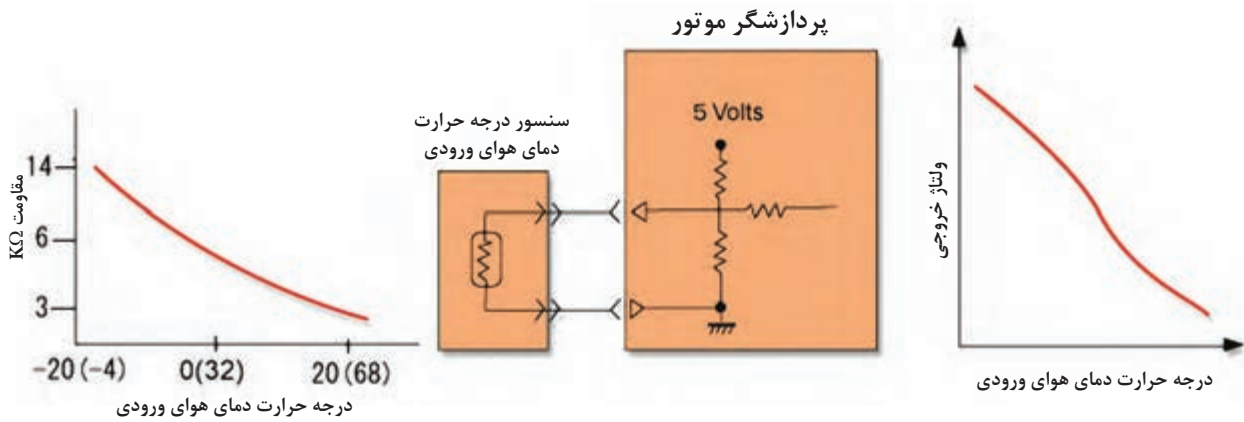 پردازشگر موتور
5 Volts
سنسور درجه حرارت
دمای هوای ورودی
ولتاژ خروجی
درجه حرارت دمای هوای ورودی
مقاومت KΩ
14
6
3
-20(-4) 0(32) 20(68)
درجه حرارت دمای هوای ورودی